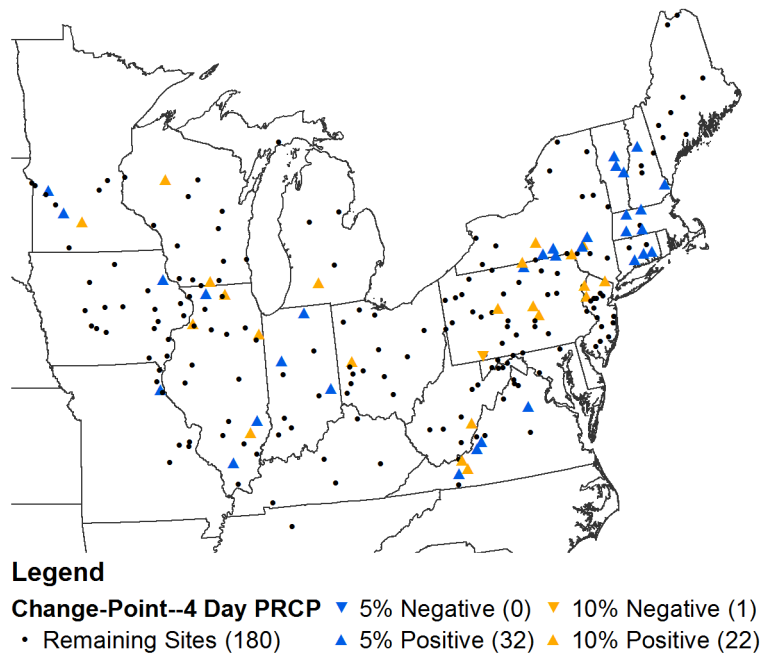 Legend
Change-Point--4 Day PRCP 5% Negative (0) 10% Negative (1)
Remaining Sites (180) 5% Positive (32) 10% Positive (22)